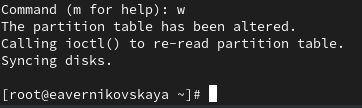 Command (m for help): w
The partition table has been altered.
Calling ioctl() to re-read partition table.
Syncing disks.
[root@eavernikovskaya ~]#